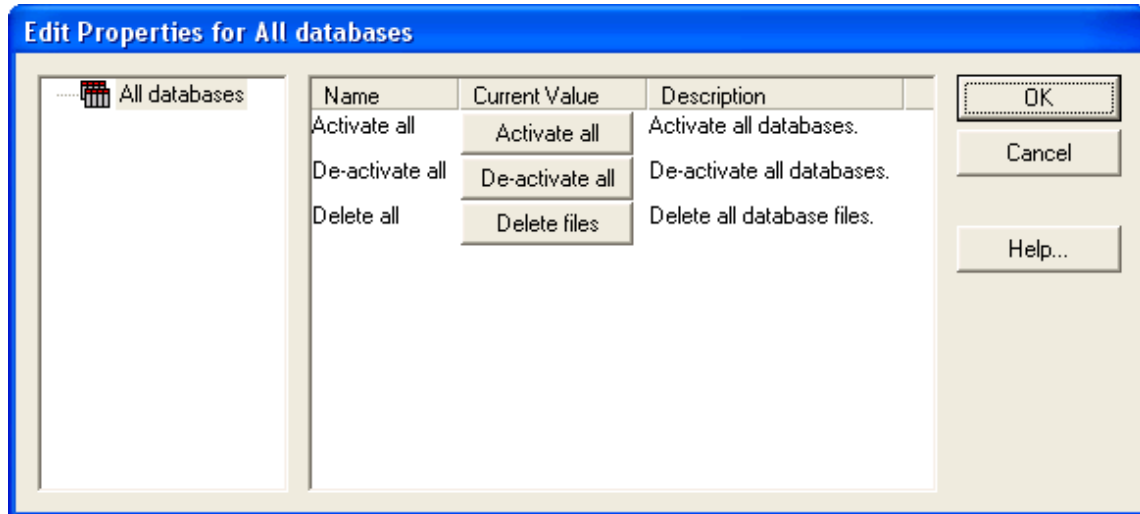 Edit Properties for All databases
All databases
Name Current Value Description
Activate all Activate all Activate all databases.
De-activate all De-activate all De-activate all databases.
Delete all Delete files Delete all database files.
OK
Cancel
Help...